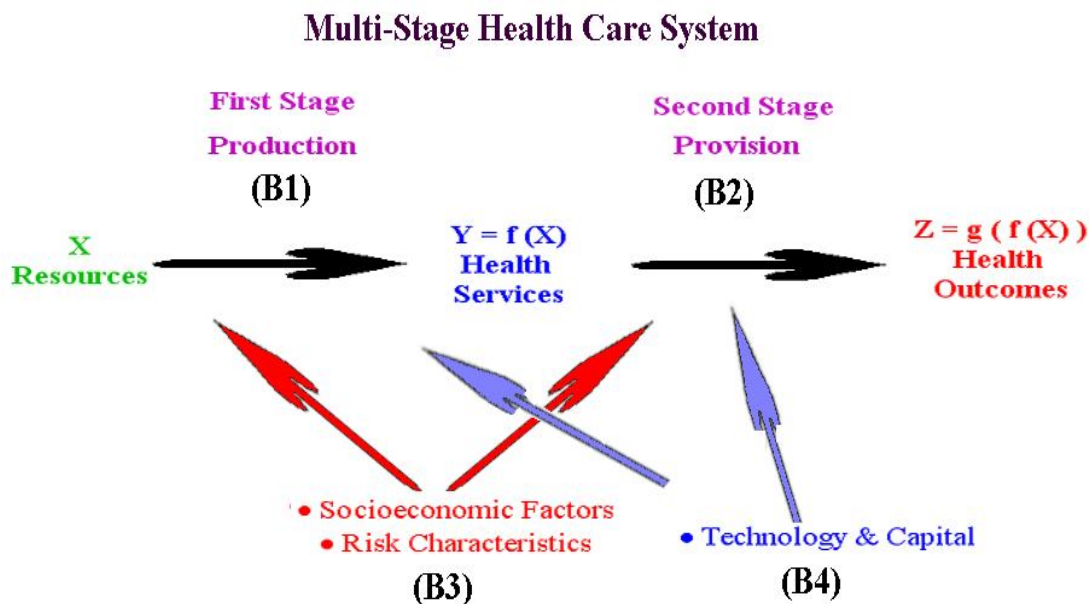 Multi-Stage Health Care System
First Stage
Production
(B1)
Second Stage
Provision
(B2)
X
Resources
Y = f (X)
Health
Services
Z = g ( f (X) )
Health
Outcomes
• Socioeconomic Factors
• Risk Characteristics
(B3)
• Technology & Capital
(B4)